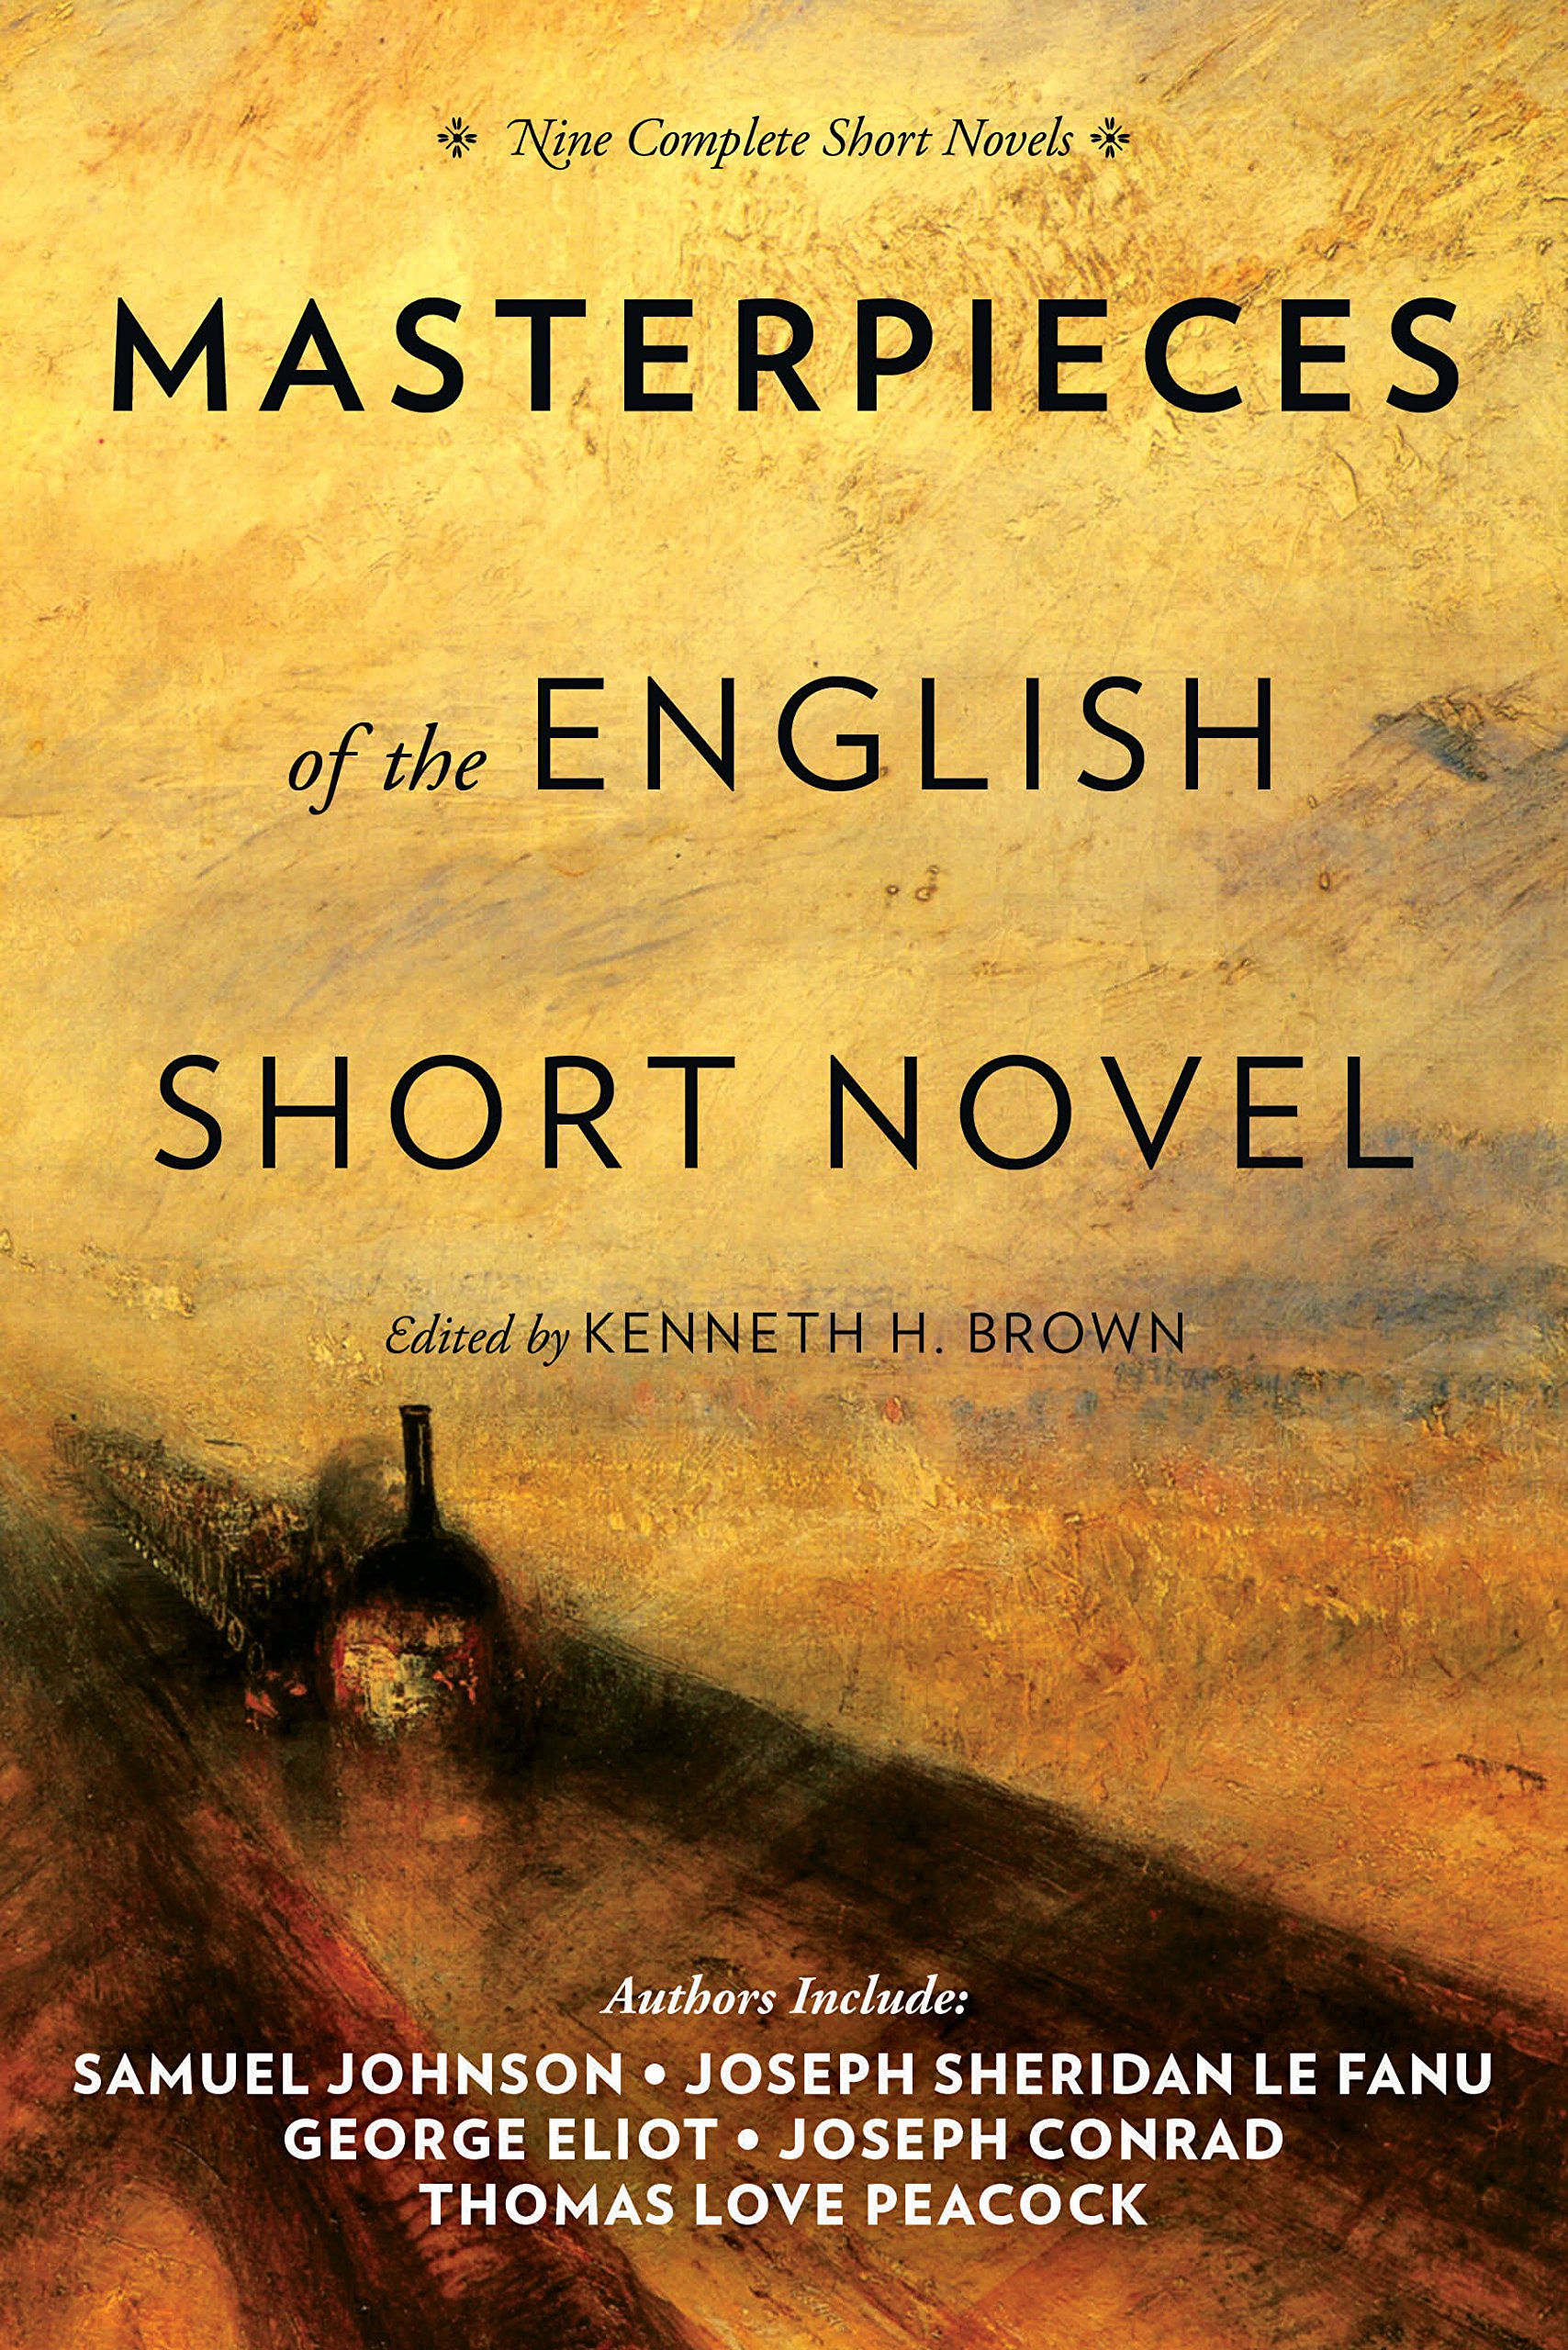 Nine Complete Short Novels
MASTERPIECES
of the ENGLISH
SHORT NOVEL
Edited by KENNETH H. BROWN
Authors Include:
SAMUEL JOHNSON • JOSEPH SHERIDAN LE FANU
GEORGE ELIOT • JOSEPH CONRAD
THOMAS LOVE PEACOCK